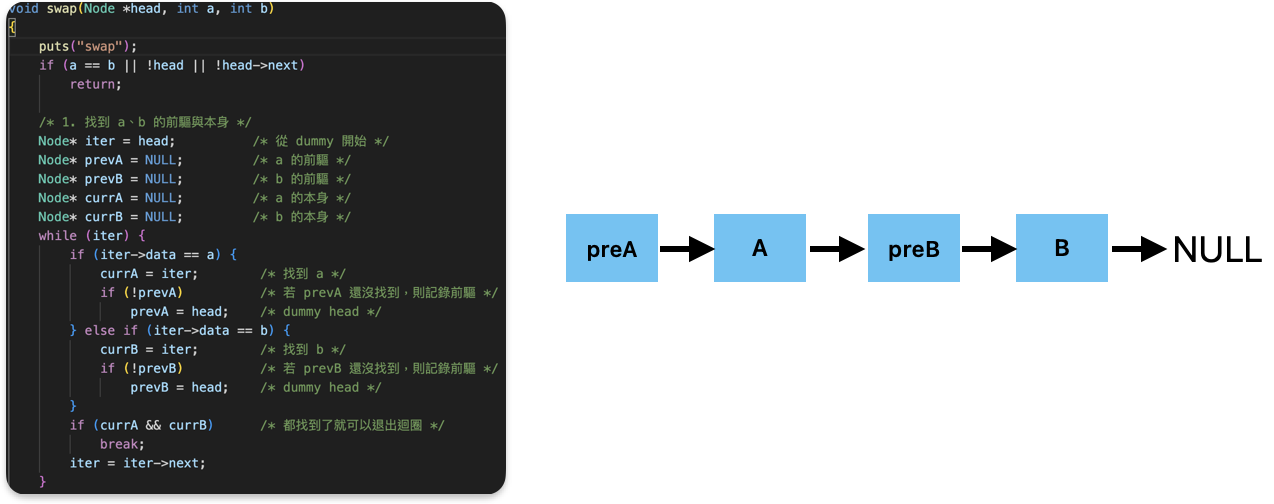 void swap(Node *head, int a, int b)
{
puts("swap");
if (a == b || !head || !head->next)
return;
/* 1. 找到 a、b 的前驅與本身 */
Node* iter = head; /* 從 dummy 開始 */
Node* prevA = NULL; /* a 的前驅 */
Node* prevB = NULL; /* b 的前驅 */
Node* currA = NULL; /* a 的本身 */
Node* currB = NULL; /* b 的本身 */
while (iter) {
if (iter->data == a) {
currA = iter; /* 找到 a */
if (!prevA) /* 若 prevA 還沒找到，則記錄前驅 */
prevA = head; /* dummy head */
} else if (iter->data == b) {
currB = iter; /* 找到 b */
if (!prevB) /* 若 prevB 還沒找到，則記錄前驅 */
prevB = head; /* dummy head */
}
if (currA && currB) /* 都找到了就可以退出迴圈 */
break;
iter = iter->next;
}
preA
A
preB
B
NULL